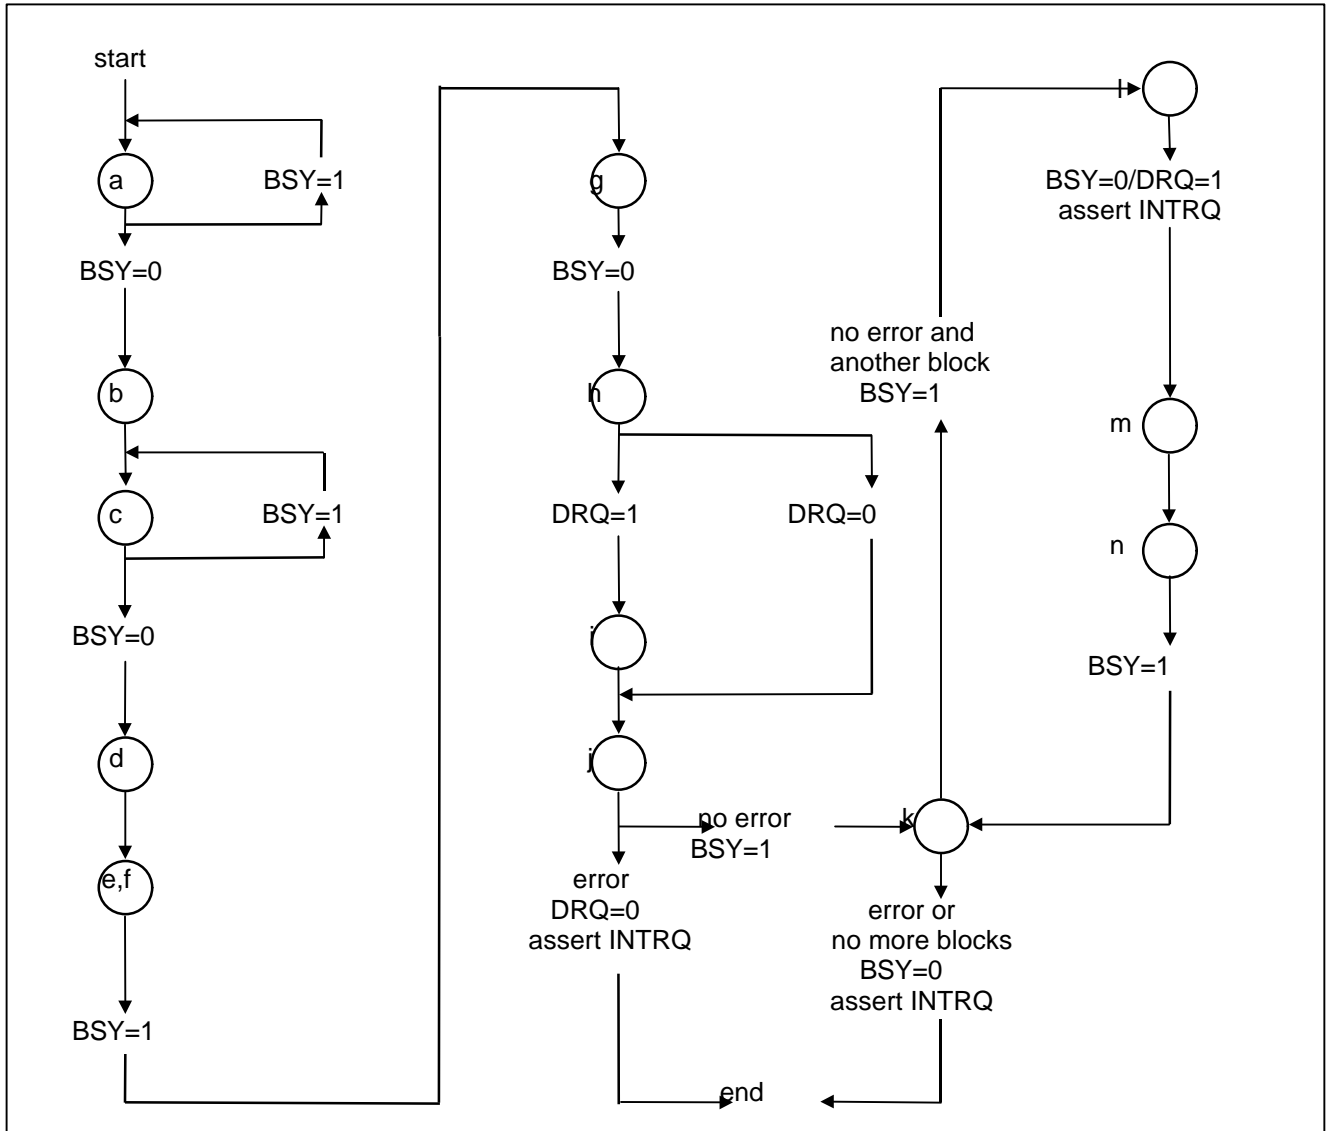 start
a
BSY=1
BSY=0
b
c
BSY=1
BSY=0
d
e,f
BSY=1
g
BSY=0
h
DRQ=1
DRQ=0
i
j
no error
BSY=1
error
DRQ=0
assert INTRQ
end
no error and
another block
BSY=1
k
error or
no more blocks
BSY=0
assert INTRQ
l
BSY=0/DRQ=1
assert INTRQ
m
n
BSY=1